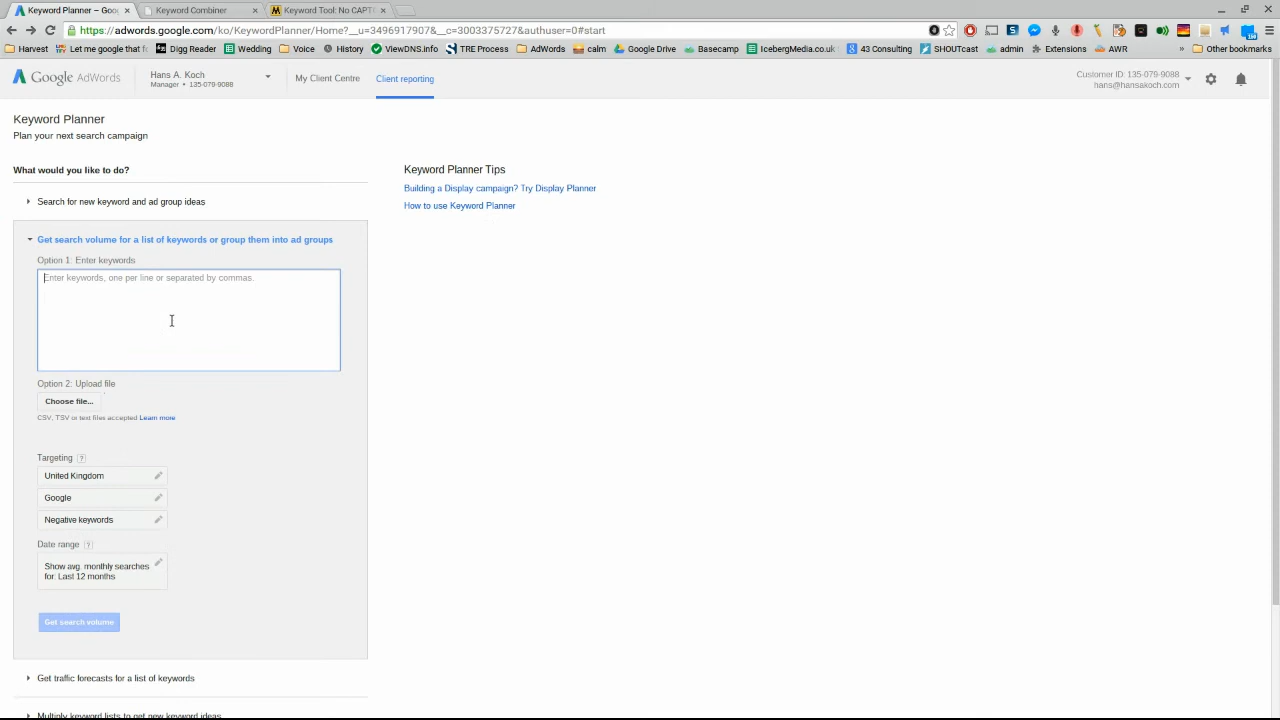 Keyword Planner – Goo
Keyword Combiner
Keyword Tool: No CAPT
https://adwords.google.com/ko/KeywordPlanner/Home?__u=3496917907&__c=3003375727&authuser=0#start
Harvest
Let me google that f
Digg Reader
Wedding
Voice
History
ViewDNS.info
TRE Process
AdWords
calm
Google Drive
Basecamp
IcebergMedia.co.uk
43 Consulting
SHOUTcast
admin
Extensions
AWR
»
Other bookmarks
Google AdWords
Hans A. Koch
Manager • 135-079-9088
My Client Centre
Client reporting
Customer ID: 135-079-9088
hans@hansakoch.com
Keyword Planner
Plan your next search campaign
What would you like to do?
Keyword Planner Tips
Building a Display campaign? Try Display Planner
How to use Keyword Planner
Search for new keyword and ad group ideas
Get search volume for a list of keywords or group them into ad groups
Option 1: Enter keywords
Enter keywords, one per line or separated by commas.
Option 2: Upload file
Choose file...
CSV, TSV or text files accepted Learn more
Targeting ?
United Kingdom
Google
Negative keywords
Date range ?
Show avg. monthly searches
for: Last 12 months
Get search volume
Get traffic forecasts for a list of keywords
Multiply keyword lists to get new keyword ideas